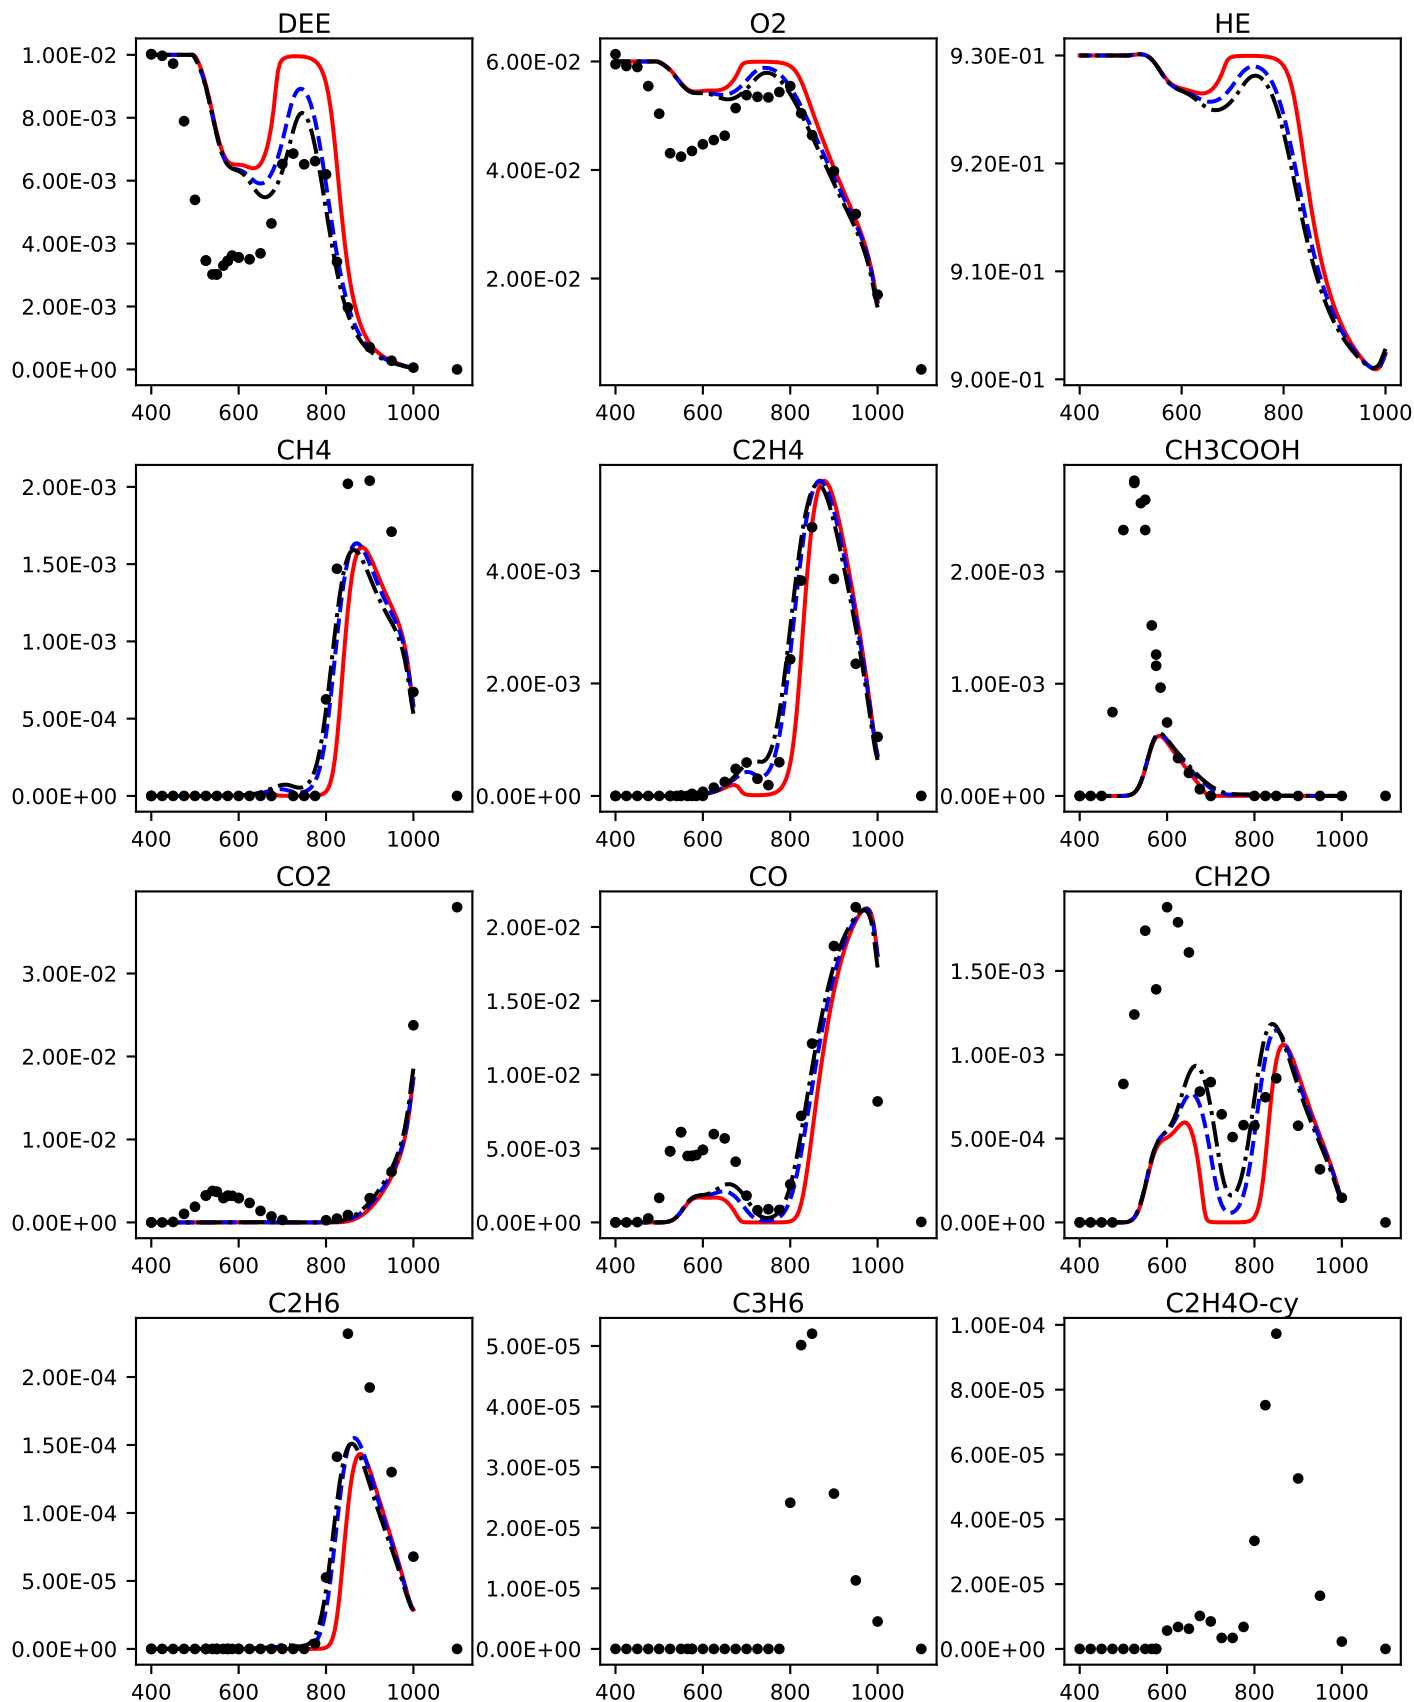 DEE
O2
HE
1.00E-02
8.00E-03
6.00E-03
4.00E-03
2.00E-03
0.00E+00
400 600 800 1000
6.00E-02
4.00E-02
2.00E-02
400 600 800 1000
9.30E-01
9.20E-01
9.10E-01
9.00E-01
400 600 800 1000
CH4
C2H4
CH3COOH
2.00E-03
1.50E-03
1.00E-03
5.00E-04
0.00E+00
400 600 800 1000
4.00E-03
2.00E-03
0.00E+00
400 600 800 1000
2.00E-03
1.00E-03
0.00E+00
400 600 800 1000
CO2
CO
CH2O
3.00E-02
2.00E-02
1.00E-02
0.00E+00
400 600 800 1000
2.00E-02
1.50E-02
1.00E-02
5.00E-03
0.00E+00
400 600 800 1000
1.50E-03
1.00E-03
5.00E-04
0.00E+00
400 600 800 1000
C2H6
C3H6
C2H4O-cy
2.00E-04
1.50E-04
1.00E-04
5.00E-05
0.00E+00
400 600 800 1000
5.00E-05
4.00E-05
3.00E-05
2.00E-05
1.00E-05
0.00E+00
400 600 800 1000
1.00E-04
8.00E-05
6.00E-05
4.00E-05
2.00E-05
0.00E+00
400 600 800 1000